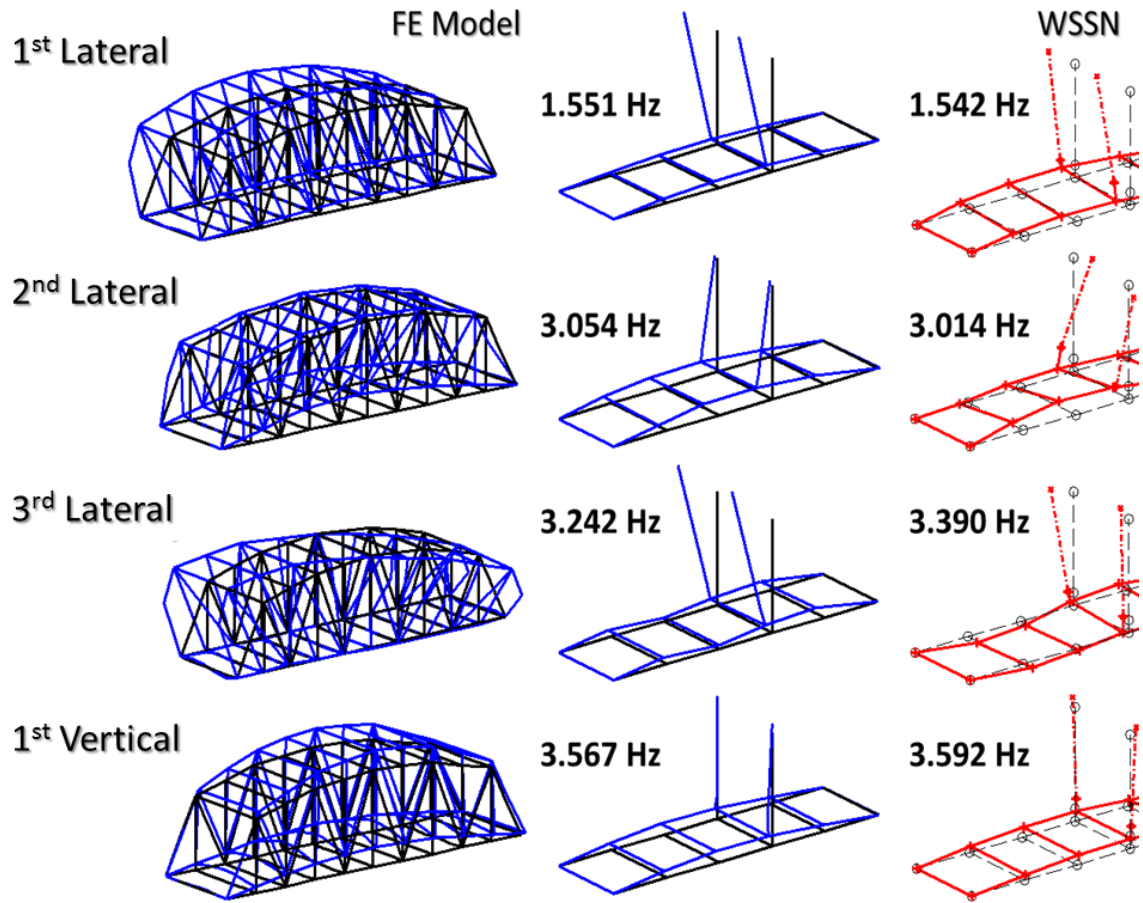 FE Model
WSSN
1st Lateral
1.551 Hz
1.542 Hz
2nd Lateral
3.054 Hz
3.014 Hz
3rd Lateral
3.242 Hz
3.390 Hz
1st Vertical
3.567 Hz
3.592 Hz